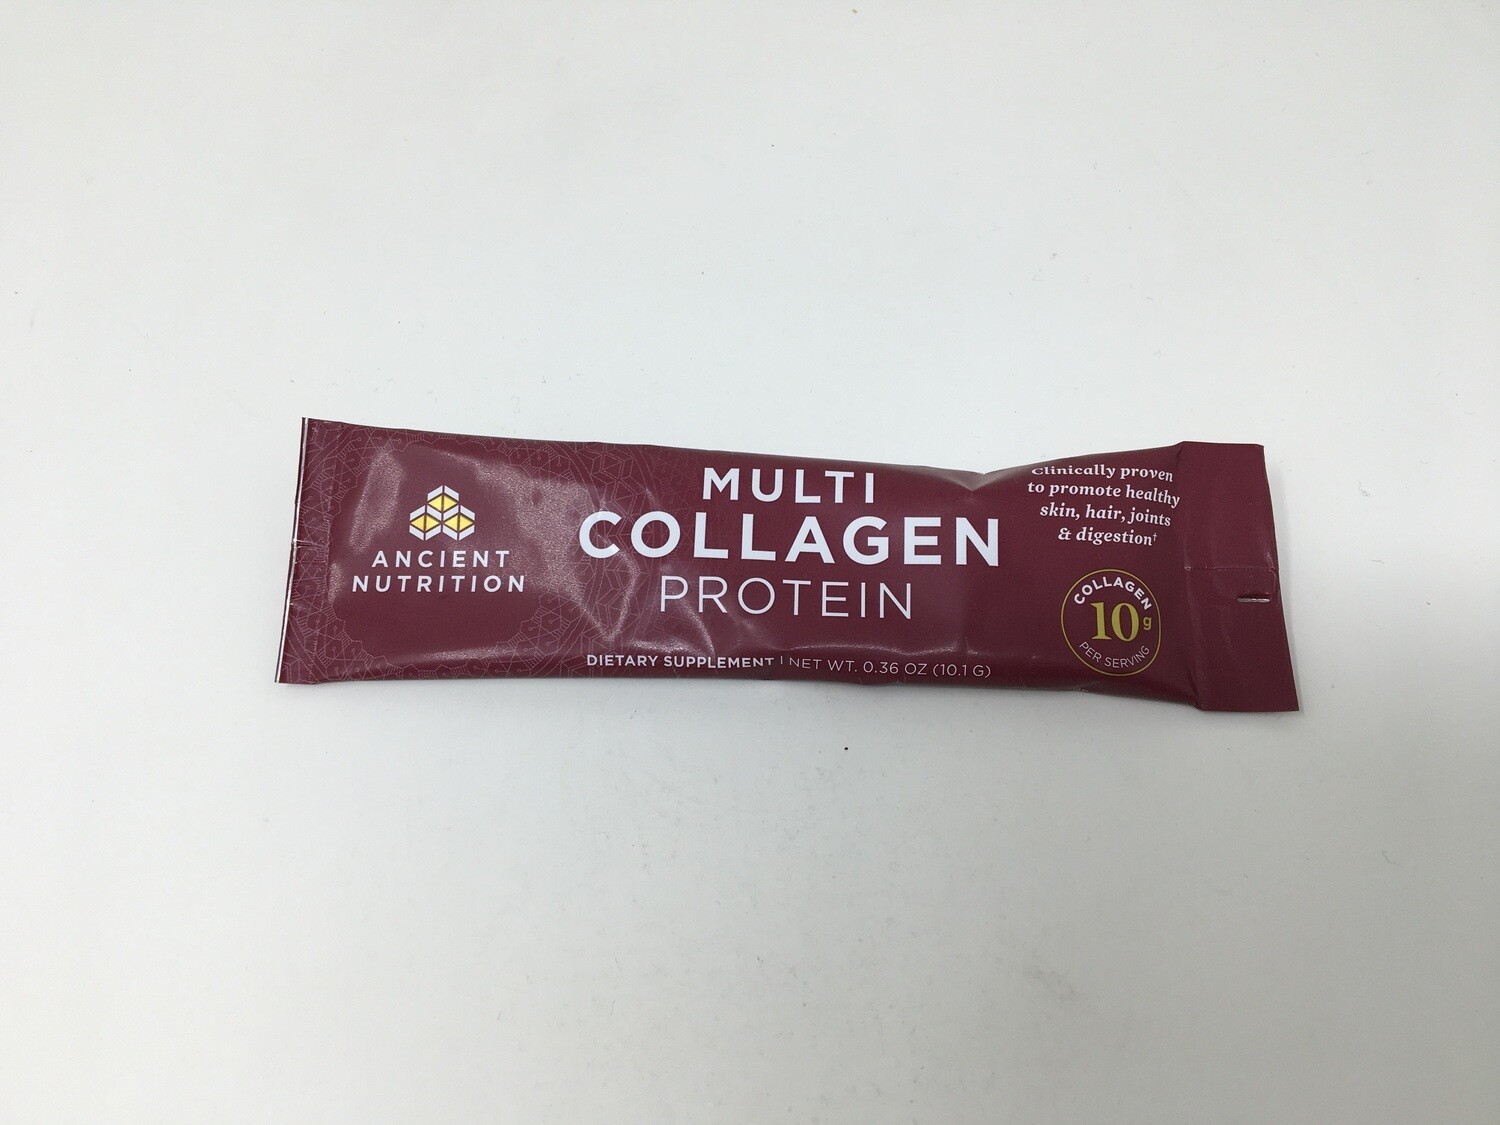 ANCIENT
NUTRITION
MULTI
COLLAGEN
PROTEIN
DIETARY SUPPLEMENT | NET WT. 0.36 OZ (10.1 G)
Clinically proven
to promote healthy
skin, hair, joints
& digestion†
COLLAGEN
10g
PER SERVING